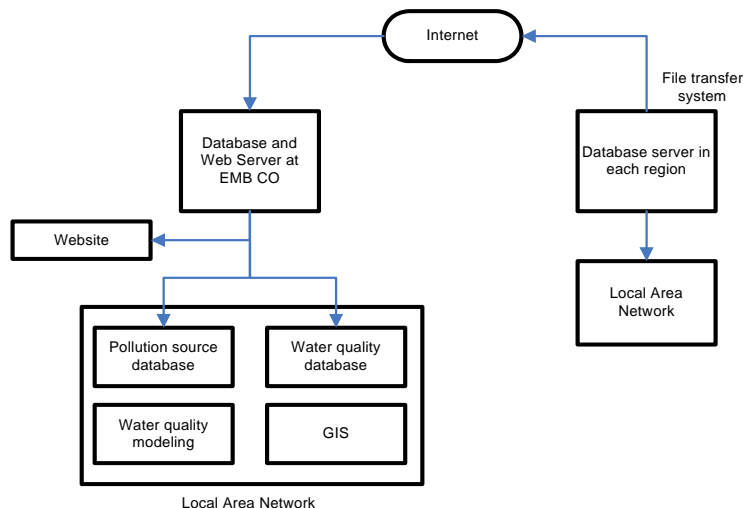 Internet
File transfer
system
Database and
Web Server at
EMB CO
Database server in
each region
Website
Local Area
Network
Pollution source
database
Water quality
database
Water quality
modeling
GIS
Local Area Network